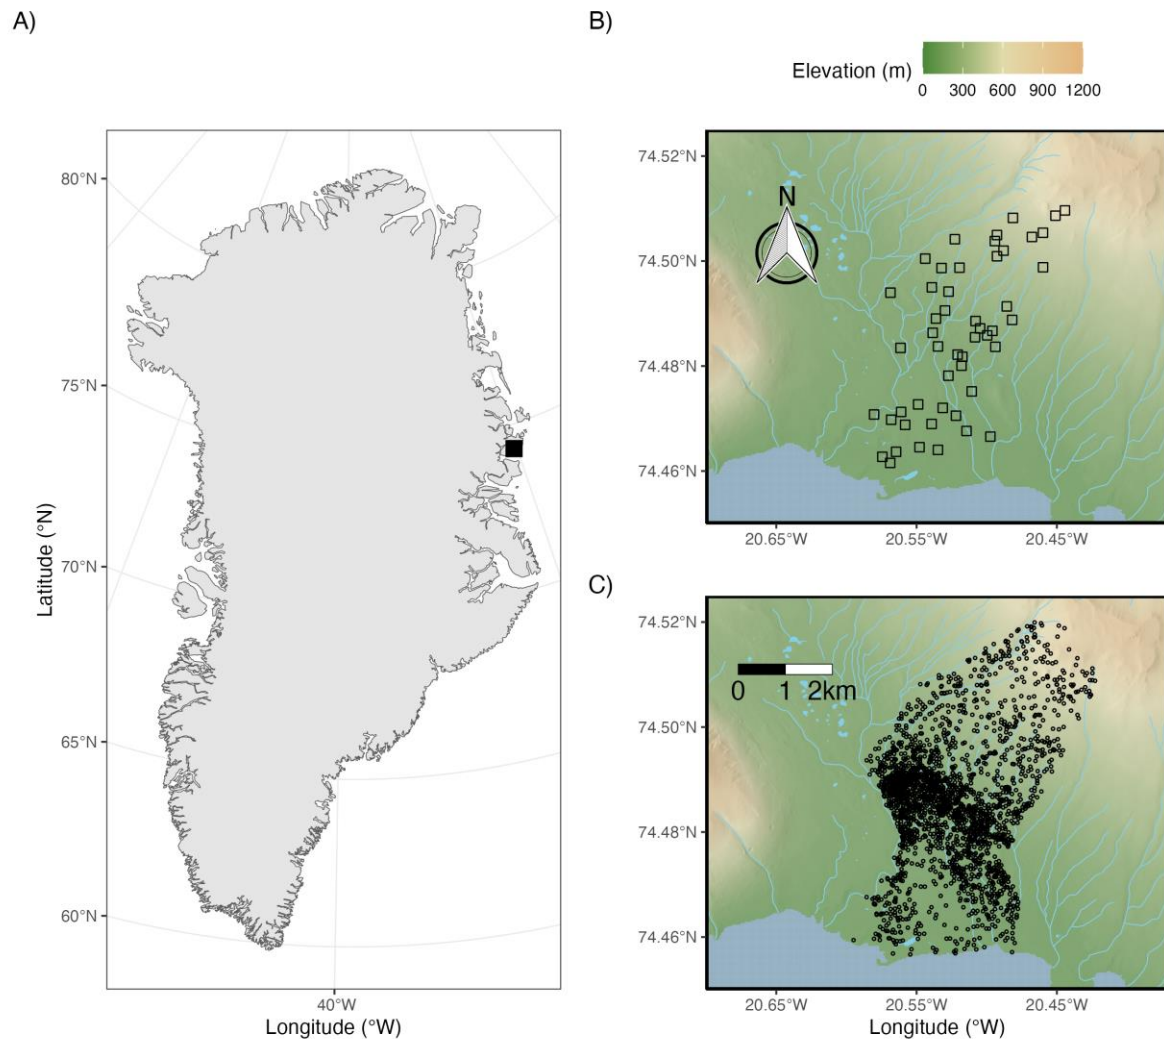 A)
80°N
75°N
70°N
65°N
60°N
Latitude (°N)
40°W
Longitude (°W)
B)
Elevation (m)
0 300 600 900 1200
74.52°N
74.50°N
74.48°N
74.46°N
N
20.65°W 20.55°W 20.45°W
C)
74.52°N
74.50°N
74.48°N
74.46°N
0 1 2km
20.65°W 20.55°W 20.45°W
Longitude (°W)